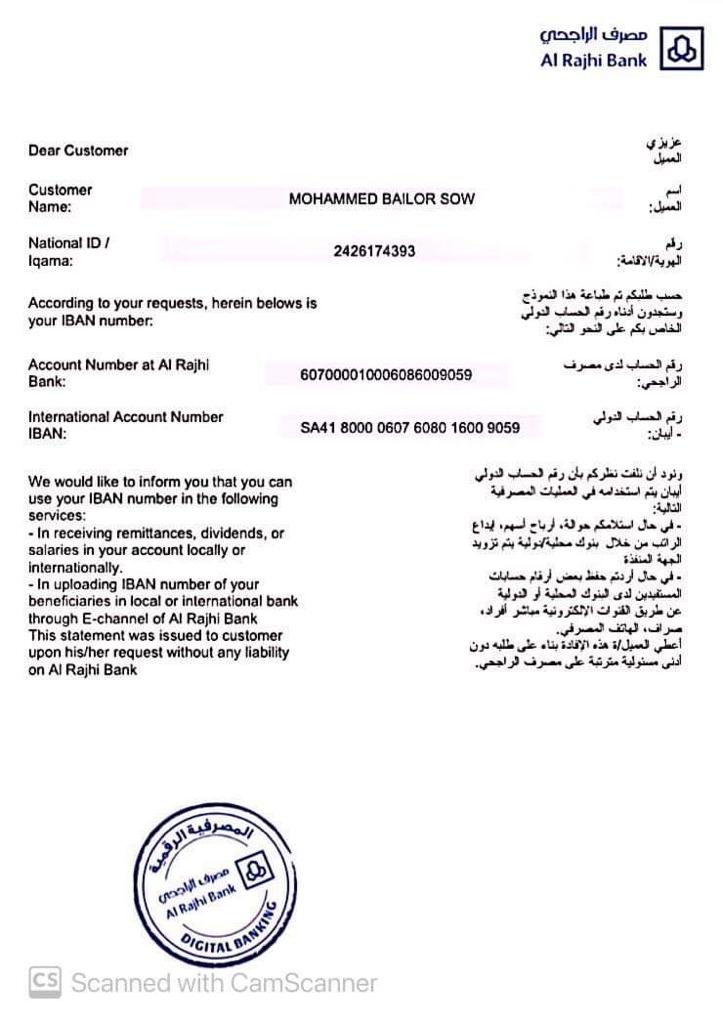 مصرف الراجحي
Al Rajhi Bank
Dear Customer
عزيزي
العميل
Customer
Name:
MOHAMMED BAILOR SOW
اسم
العميل:
National ID /
Iqama:
2426174393
رقم
الهوية/الاقامة:
According to your requests, herein belows is
your IBAN number:
حسب طلبكم تم طباعة هذا النموذج
وستجدون أدناه رقم الحساب الدولي
الخاص بكم على النحو التالي:
Account Number at Al Rajhi
Bank:
607000010006086009059
رقم الحساب لدى مصرف
الراجحي:
International Account Number
IBAN:
SA41 8000 0607 6080 1600 9059
رقم الحساب الدولي
- أيبان:
We would like to inform you that you can
use your IBAN number in the following
services:
- In receiving remittances, dividends, or
salaries in your account locally or
internationally.
- In uploading IBAN number of your
beneficiaries in local or international bank
through E-channel of Al Rajhi Bank
This statement was issued to customer
upon his/her request without any liability
on Al Rajhi Bank
ونود أن نلفت نظركم بأن رقم الحساب الدولي
أيبان يتم استخدامه في العمليات المصرفية
التالية:
- في حال استلامكم حوالة، أرباح أسهم، إيداع
الراتب من خلال بنوك محلية/دولية يتم تزويد
الجهة المنفذة
- في حال أردتم حفظ بعض أرقام حسابات
المستفيدين لدى البنوك المحلية أو الدولية
عن طريق القنوات الإلكترونية مباشر أفراد،
صراف، الهاتف المصرفي.
أعطي العميل/ة هذه الإفادة بناء على طلبه دون
أدنى مسئولية مترتبة على مصرف الراجحي.
المصرفية الرقمية
مصرف الراجحي
Al Rajhi Bank
DIGITAL BANKING
CS Scanned with CamScanner